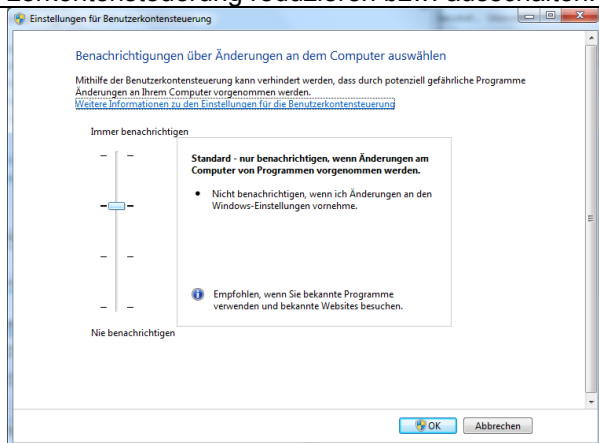 Einstellungen für Benutzerkontensteuerung
Benachrichtigungen über Änderungen an dem Computer auswählen
Mithilfe der Benutzerkontensteuerung kann verhindert werden, dass durch potenziell gefährliche Programme
Änderungen an Ihrem Computer vorgenommen werden.
Weitere Informationen zu den Einstellungen für die Benutzerkontensteuerung
Immer benachrichtigen
Standard - nur benachrichtigen, wenn Änderungen am
Computer von Programmen vorgenommen werden.
• Nicht benachrichtigen, wenn ich Änderungen an den
Windows-Einstellungen vornehme.
Empfohlen, wenn Sie bekannte Programme
verwenden und bekannte Websites besuchen.
Nie benachrichtigen
OK Abbrechen